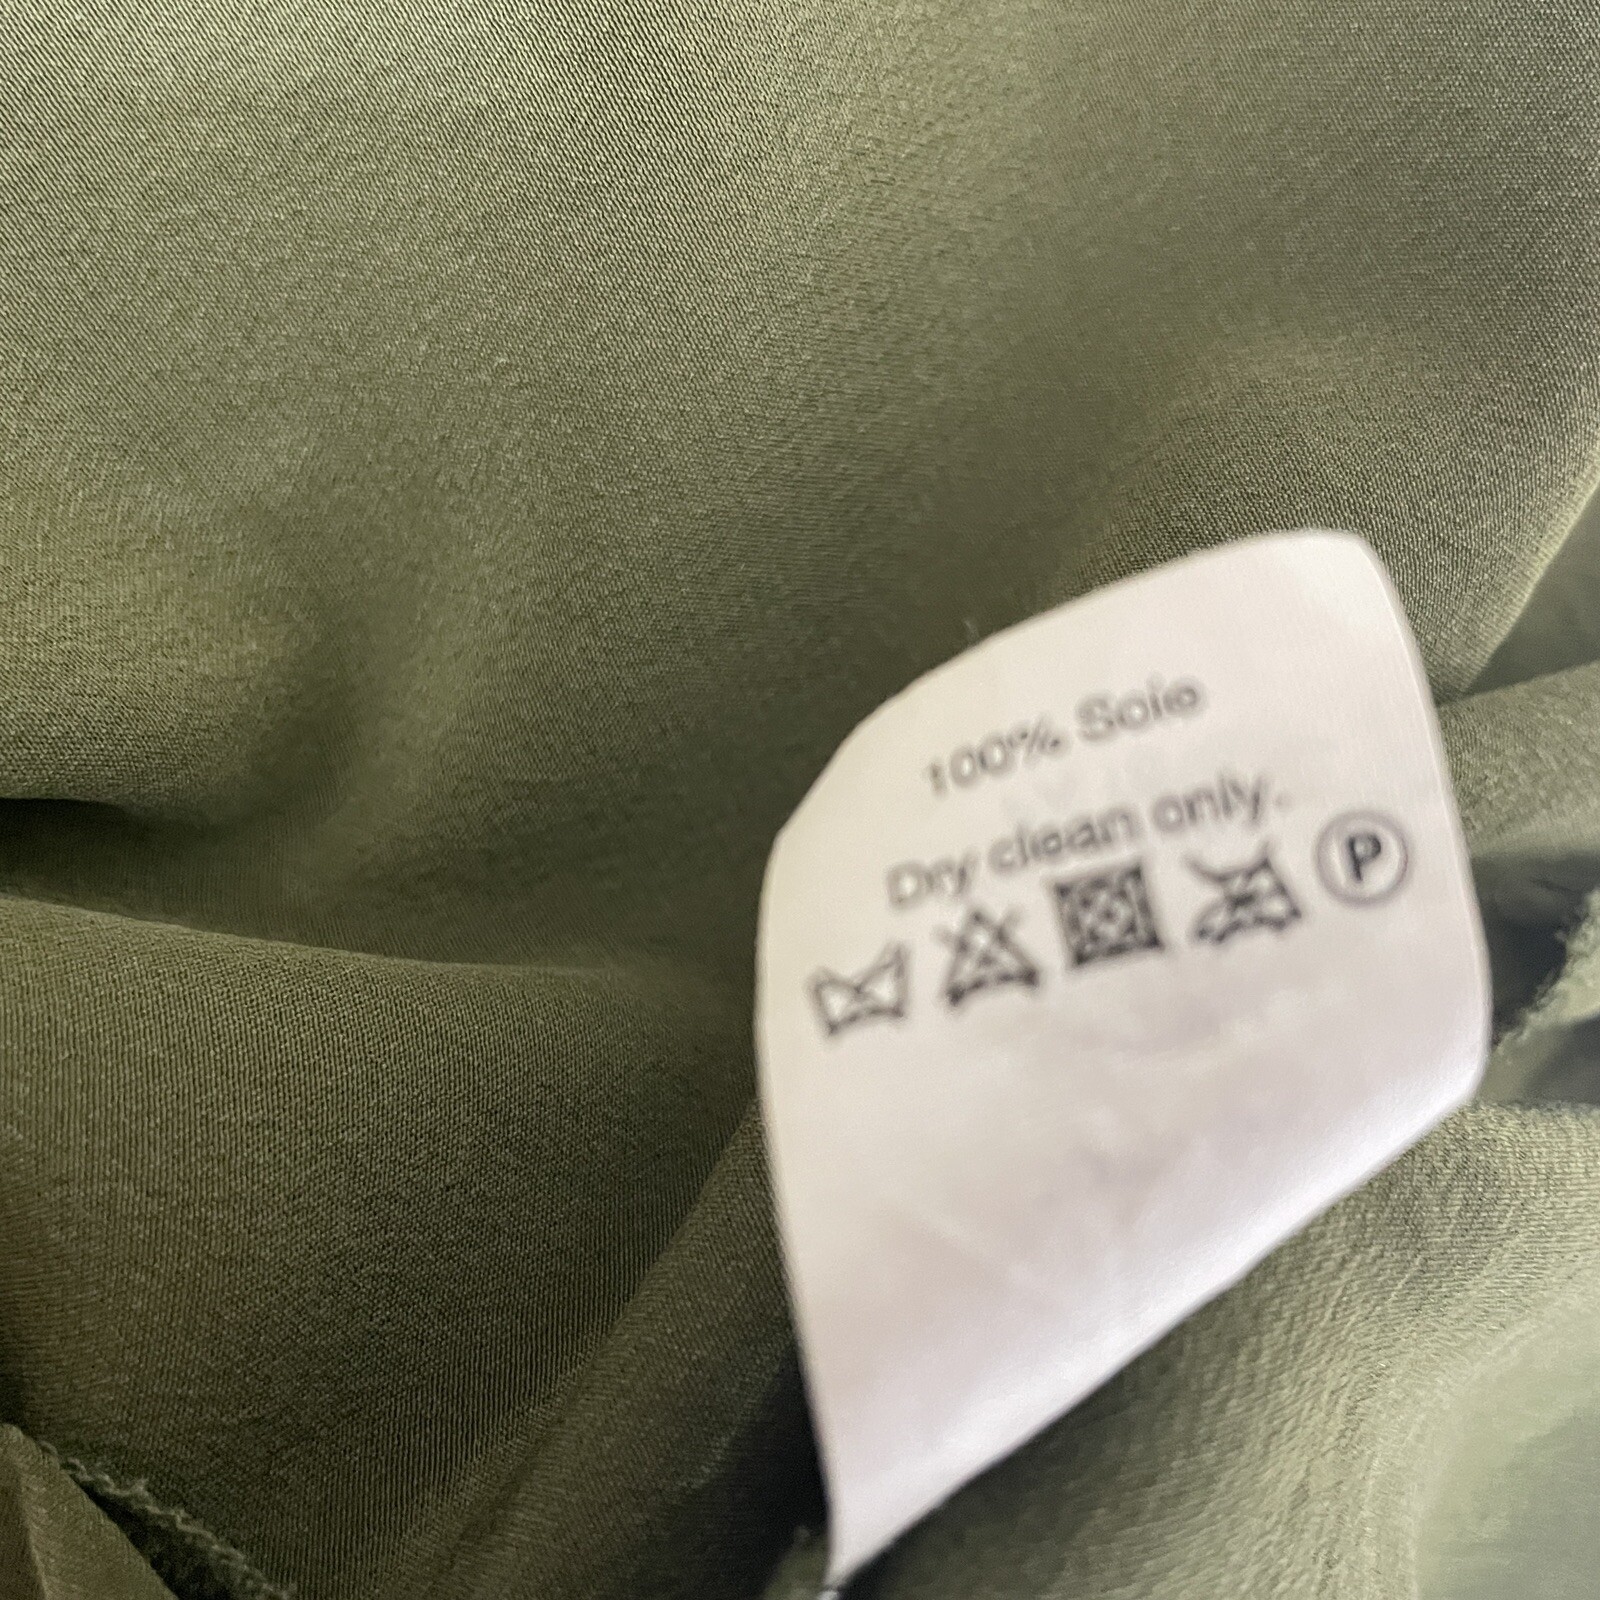 100% Soie
Dry clean only.
P